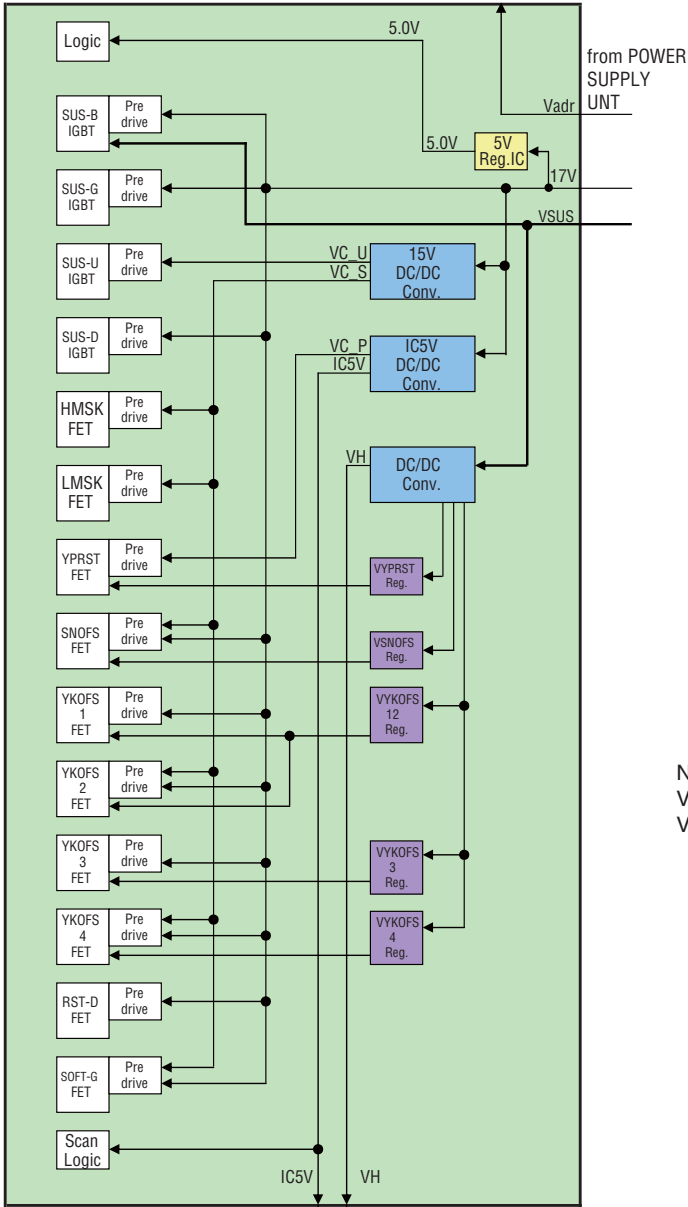 Logic
5.0V
from POWER
SUPPLY
UNT
Vadr
SUS-B
IGBT
Pre
drive
5.0V
5V
Reg.IC
17V
SUS-G
IGBT
Pre
drive
VSUS
SUS-U
IGBT
Pre
drive
VC_U
VC_S
15V
DC/DC
Conv.
SUS-D
IGBT
Pre
drive
VC_P
IC5V
IC5V
DC/DC
Conv.
HMSK
FET
Pre
drive
VH
DC/DC
Conv.
LMSK
FET
Pre
drive
YPRST
FET
Pre
drive
VYPRST
Reg.
SNOFS
FET
Pre
drive
VSNOFS
Reg.
YKOFS
1
FET
Pre
drive
VYKOFS
12
Reg.
YKOFS
2
FET
Pre
drive
N
V
V
YKOFS
3
FET
Pre
drive
VYKOFS
3
Reg.
YKOFS
4
FET
Pre
drive
VYKOFS
4
Reg.
RST-D
FET
Pre
drive
SOFT-G
FET
Pre
drive
Scan
Logic
IC5V
VH